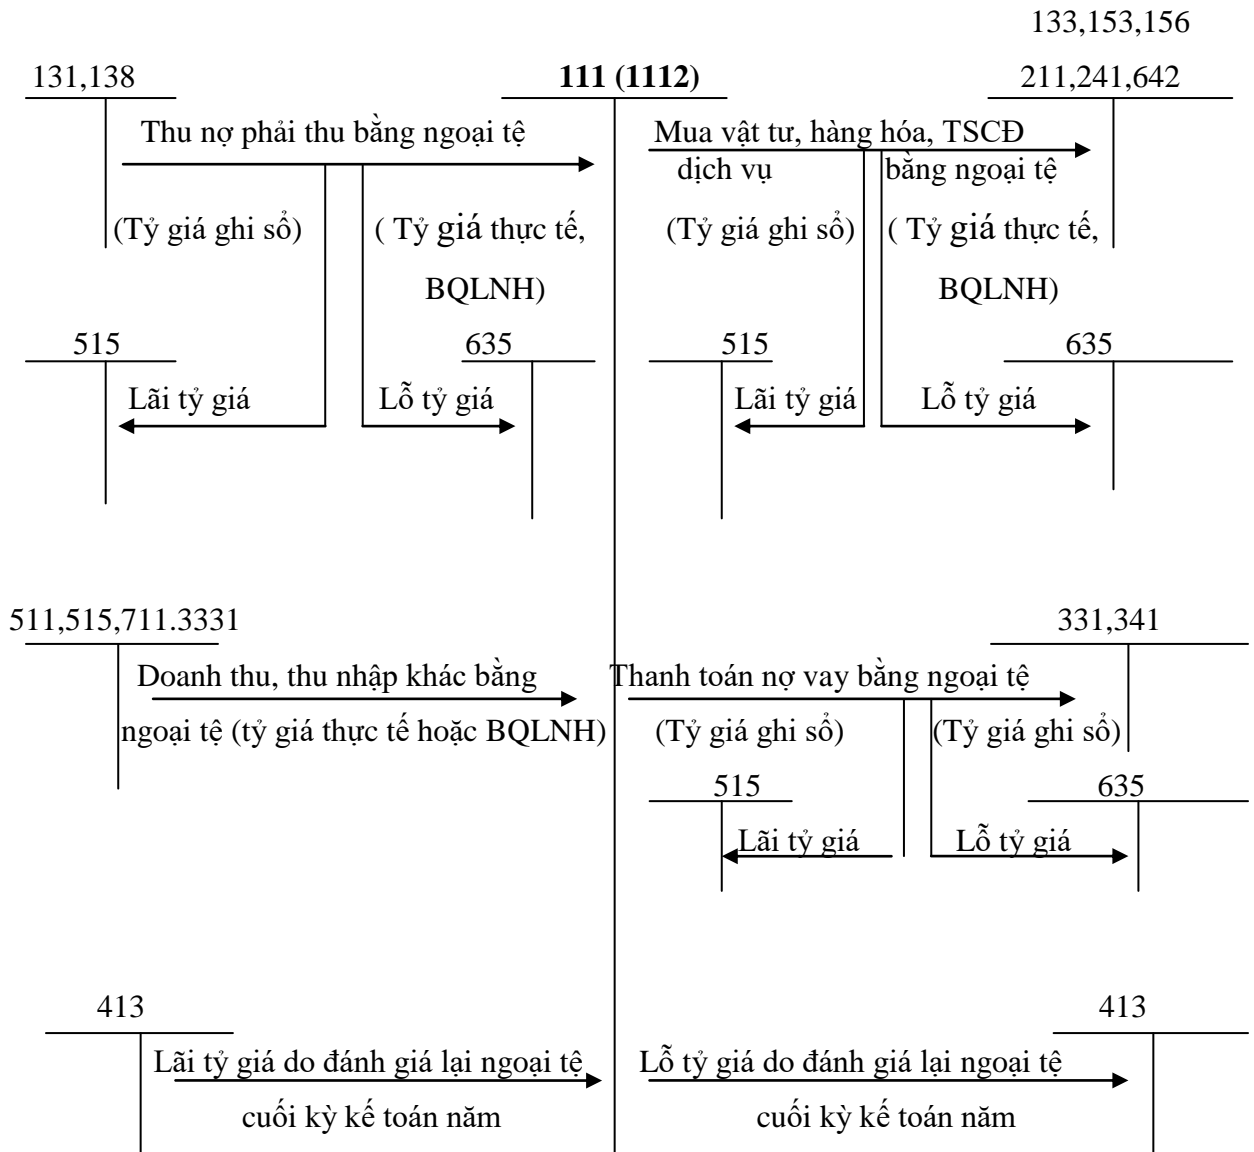 133,153,156
131,138
111 (1112)
211,241,642
Thu nợ phải thu bằng ngoại tệ
Mua vật tư, hàng hóa, TSCĐ
dịch vụ
bằng ngoại tệ
(Tỷ giá ghi sổ)
( Tỷ giá thực tế,
BQLNH)
(Tỷ giá ghi sổ)
( Tỷ giá thực tế,
BQLNH)
515
635
515
635
Lãi tỷ giá
Lỗ tỷ giá
Lãi tỷ giá
Lỗ tỷ giá
511,515,711.3331
331,341
Doanh thu, thu nhập khác bằng
ngoại tệ (tỷ giá thực tế hoặc BQLNH)
Thanh toán nợ vay bằng ngoại tệ
(Tỷ giá ghi sổ)
(Tỷ giá ghi sổ)
515
635
Lãi tỷ giá
Lỗ tỷ giá
413
413
Lãi tỷ giá do đánh giá lại ngoại tệ
cuối kỳ kế toán năm
Lỗ tỷ giá do đánh giá lại ngoại tệ
cuối kỳ kế toán năm